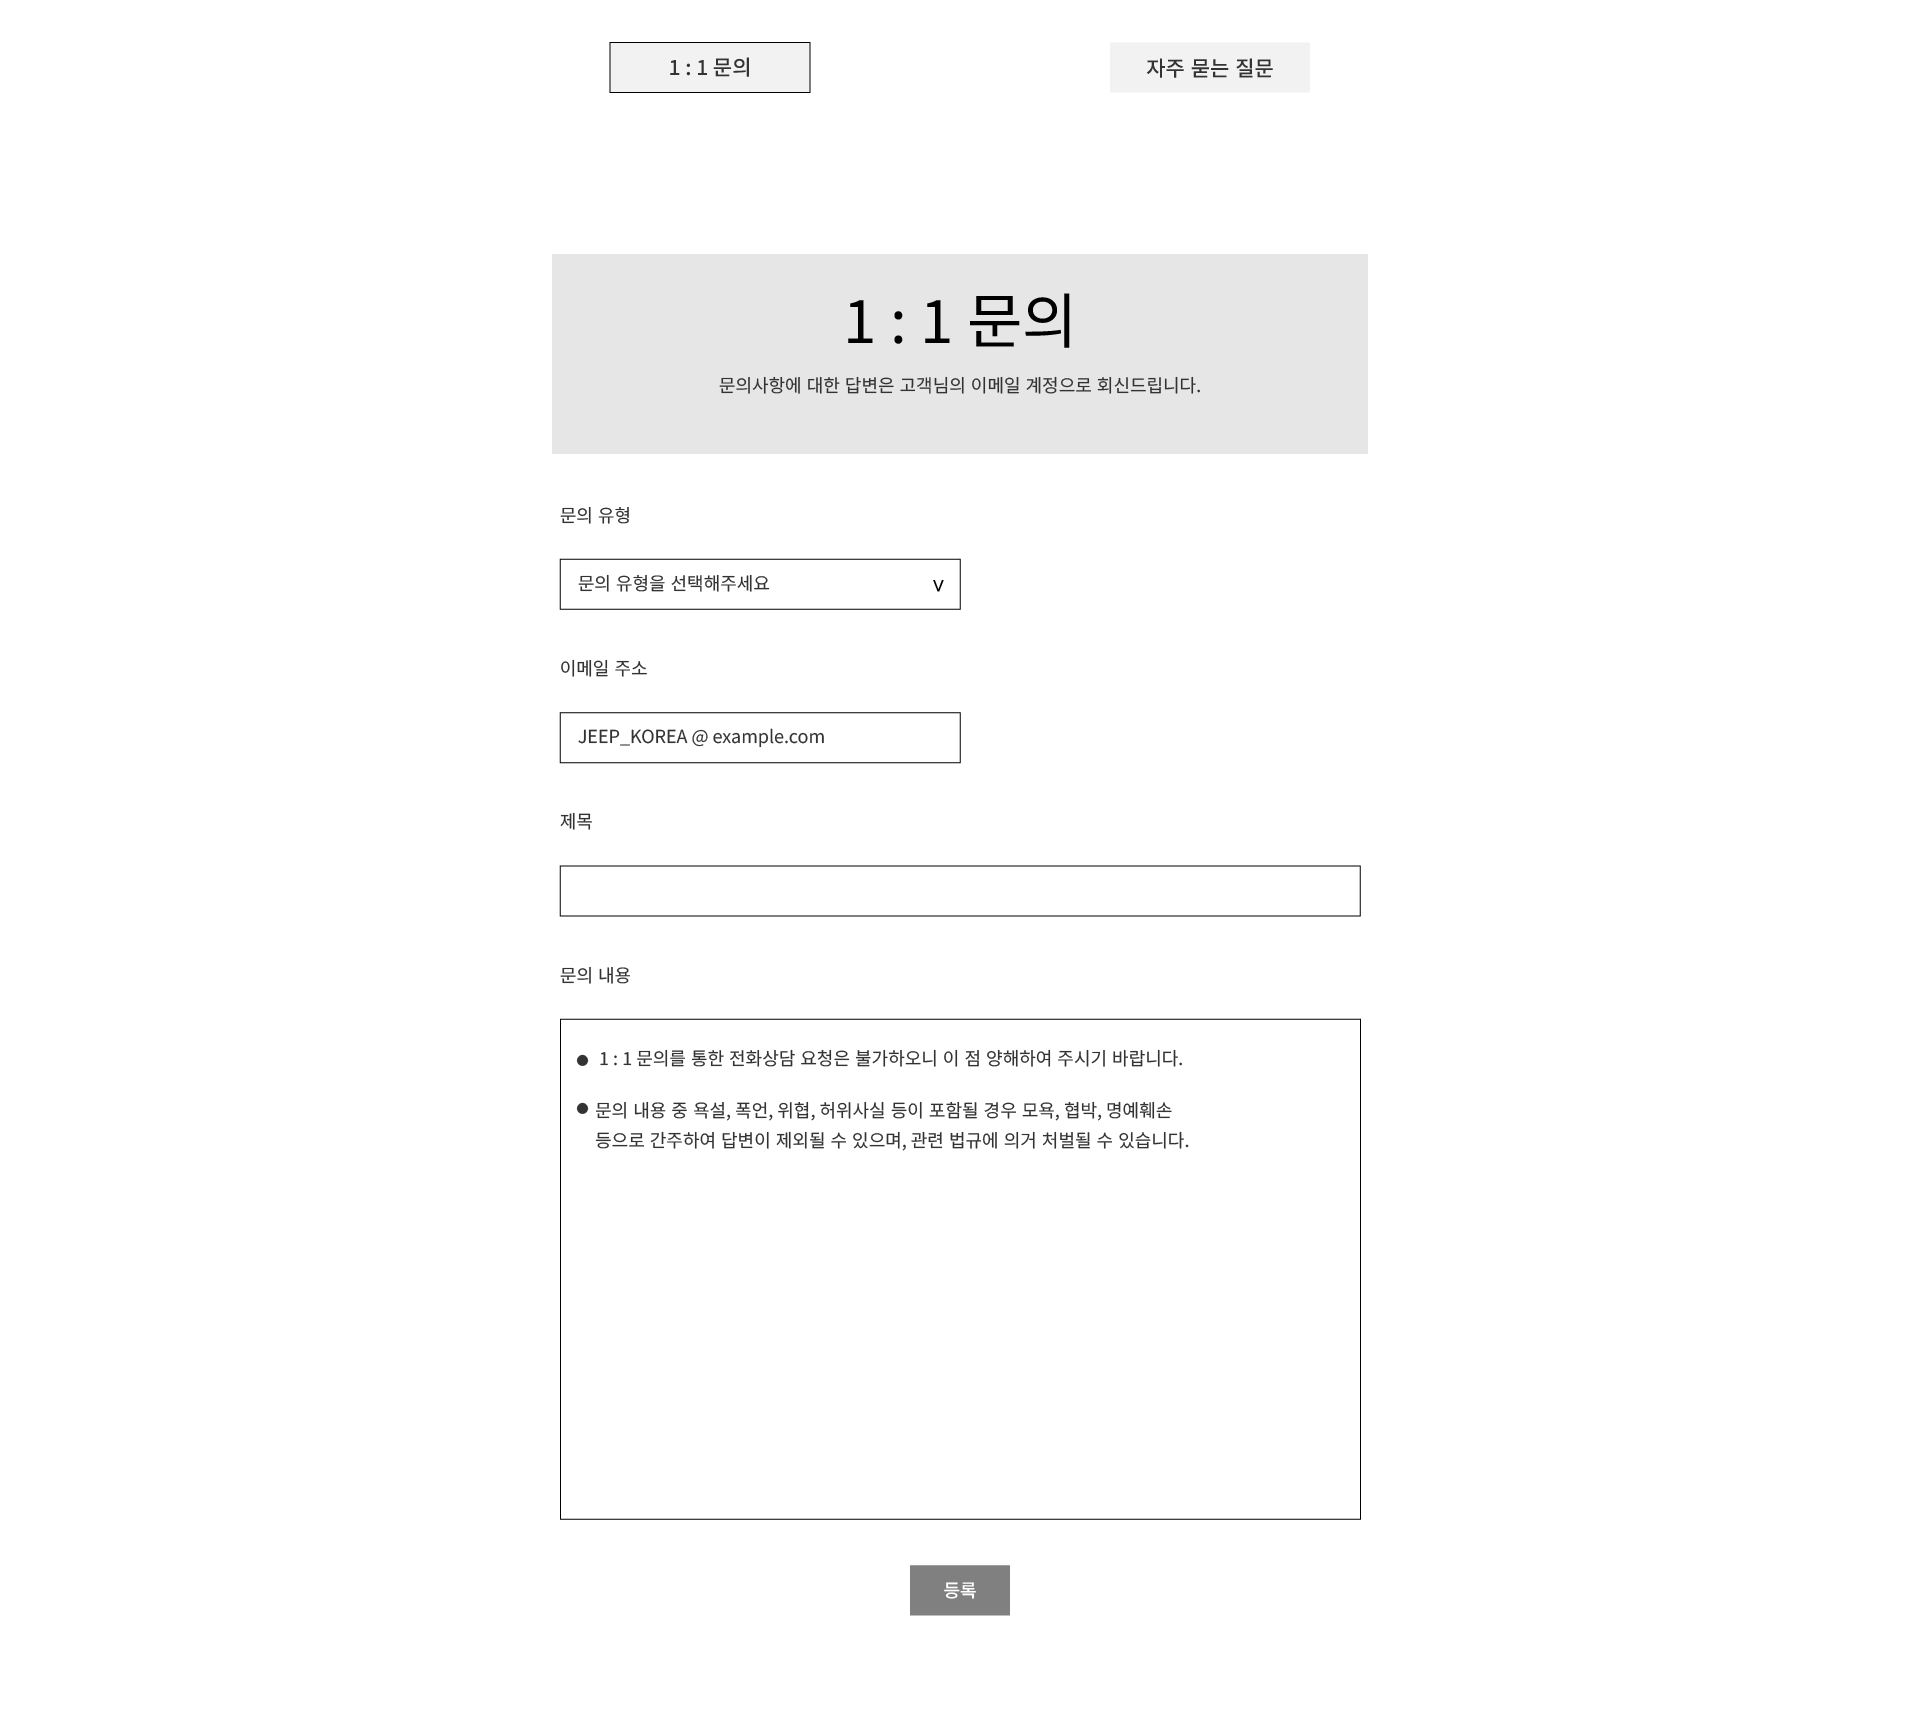 1 : 1 문의
자주 묻는 질문
1 : 1 문의
문의사항에 대한 답변은 고객님의 이메일 계정으로 회신드립니다.
문의 유형
문의 유형을 선택해주세요 V
이메일 주소
JEEP_KOREA @ example.com
제목
문의 내용
● 1 : 1 문의를 통한 전화상담 요청은 불가하오니 이 점 양해하여 주시기 바랍니다.
● 문의 내용 중 욕설, 폭언, 위협, 허위사실 등이 포함될 경우 모욕, 협박, 명예훼손
등으로 간주하여 답변이 제외될 수 있으며, 관련 법규에 의거 처벌될 수 있습니다.
등록